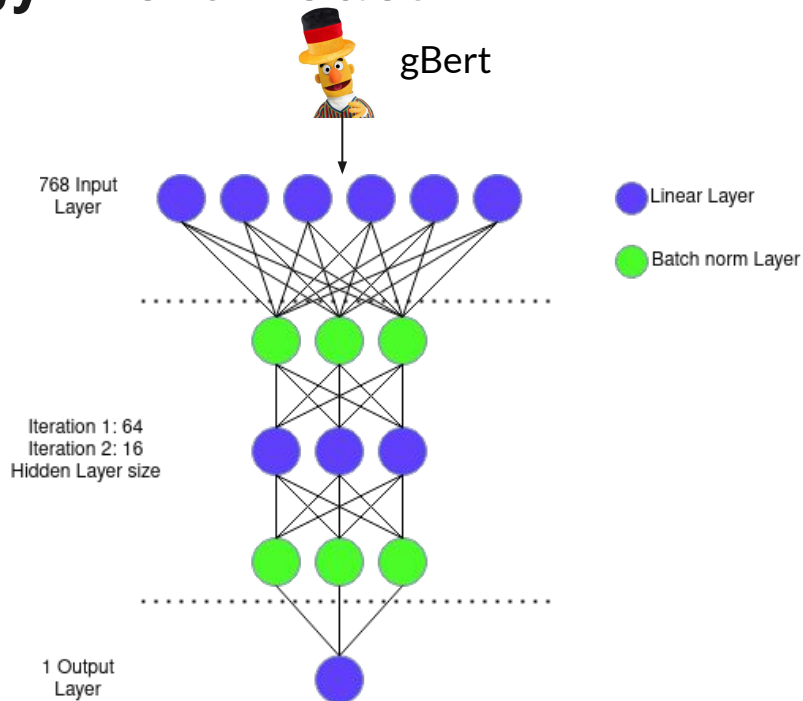 gBert
768 Input
Layer
Linear Layer
Batch norm Layer
Iteration 1: 64
Iteration 2: 16
Hidden Layer size
1 Output
Layer